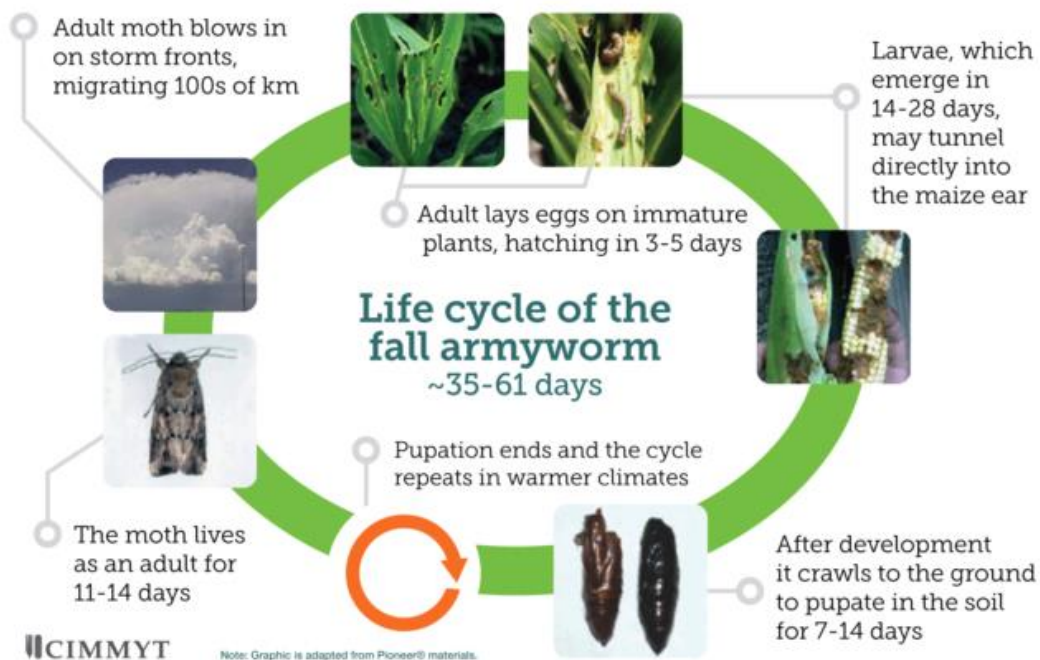 Adult moth blows in
on storm fronts,
migrating 100s of km
Larvae, which
emerge in
14-28 days,
may tunnel
directly into
the maize ear
Adult lays eggs on immature
plants, hatching in 3-5 days
Life cycle of the
fall armyworm
~35-61 days
Pupation ends and the cycle
repeats in warmer climates
The moth lives
as an adult for
11-14 days
After development
it crawls to the ground
to pupate in the soil
for 7-14 days
CIMMYT
Note: Graphic is adapted from Pioneer® materials.